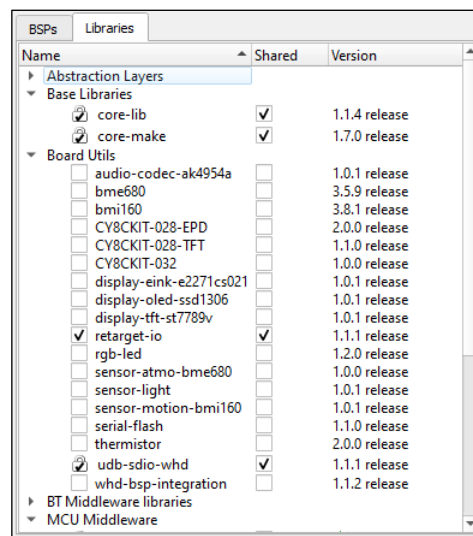 BSPs Libraries
Name Shared Version
Abstraction Layers
Base Libraries
core-lib 1.1.4 release
core-make 1.7.0 release
Board Utils
audio-codec-ak4954a 1.0.1 release
bme680 3.5.9 release
bmi160 3.8.1 release
CY8CKIT-028-EPD 2.0.0 release
CY8CKIT-028-TFT 1.1.0 release
CY8CKIT-032 1.0.0 release
display-eink-e2271cs021 1.0.1 release
display-oled-ssd1306 1.0.1 release
display-tft-st7789v 1.0.1 release
retarget-io 1.1.1 release
rgb-led 1.2.0 release
sensor-atmo-bme680 1.0.0 release
sensor-light 1.0.1 release
sensor-motion-bmi160 1.0.1 release
serial-flash 1.1.0 release
thermistor 2.0.0 release
udb-sdio-whd 1.1.1 release
whd-bsp-integration 1.1.2 release
BT Middleware libraries
MCU Middleware